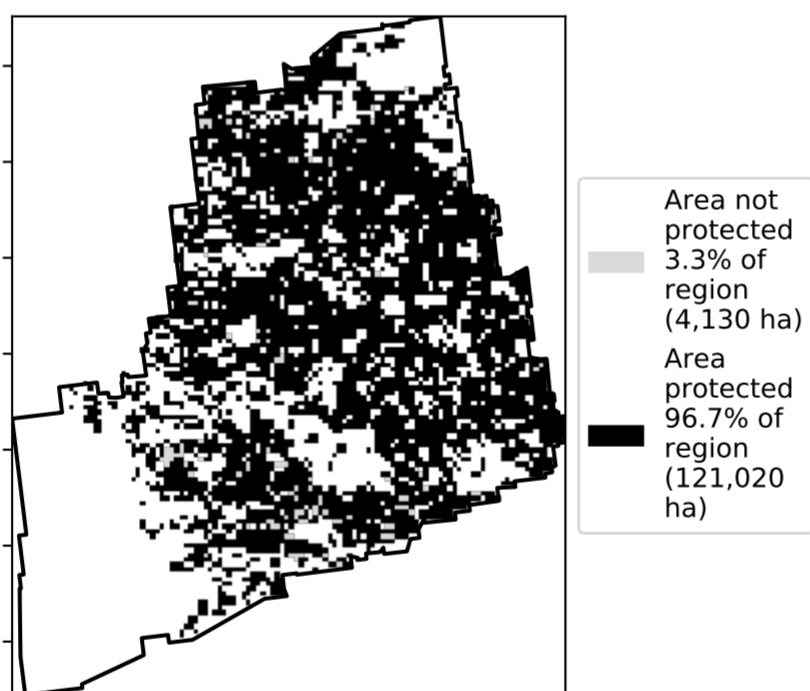 Area not
protected
3.3% of
region
(4,130 ha)
Area
protected
96.7% of
region
(121,020
ha)